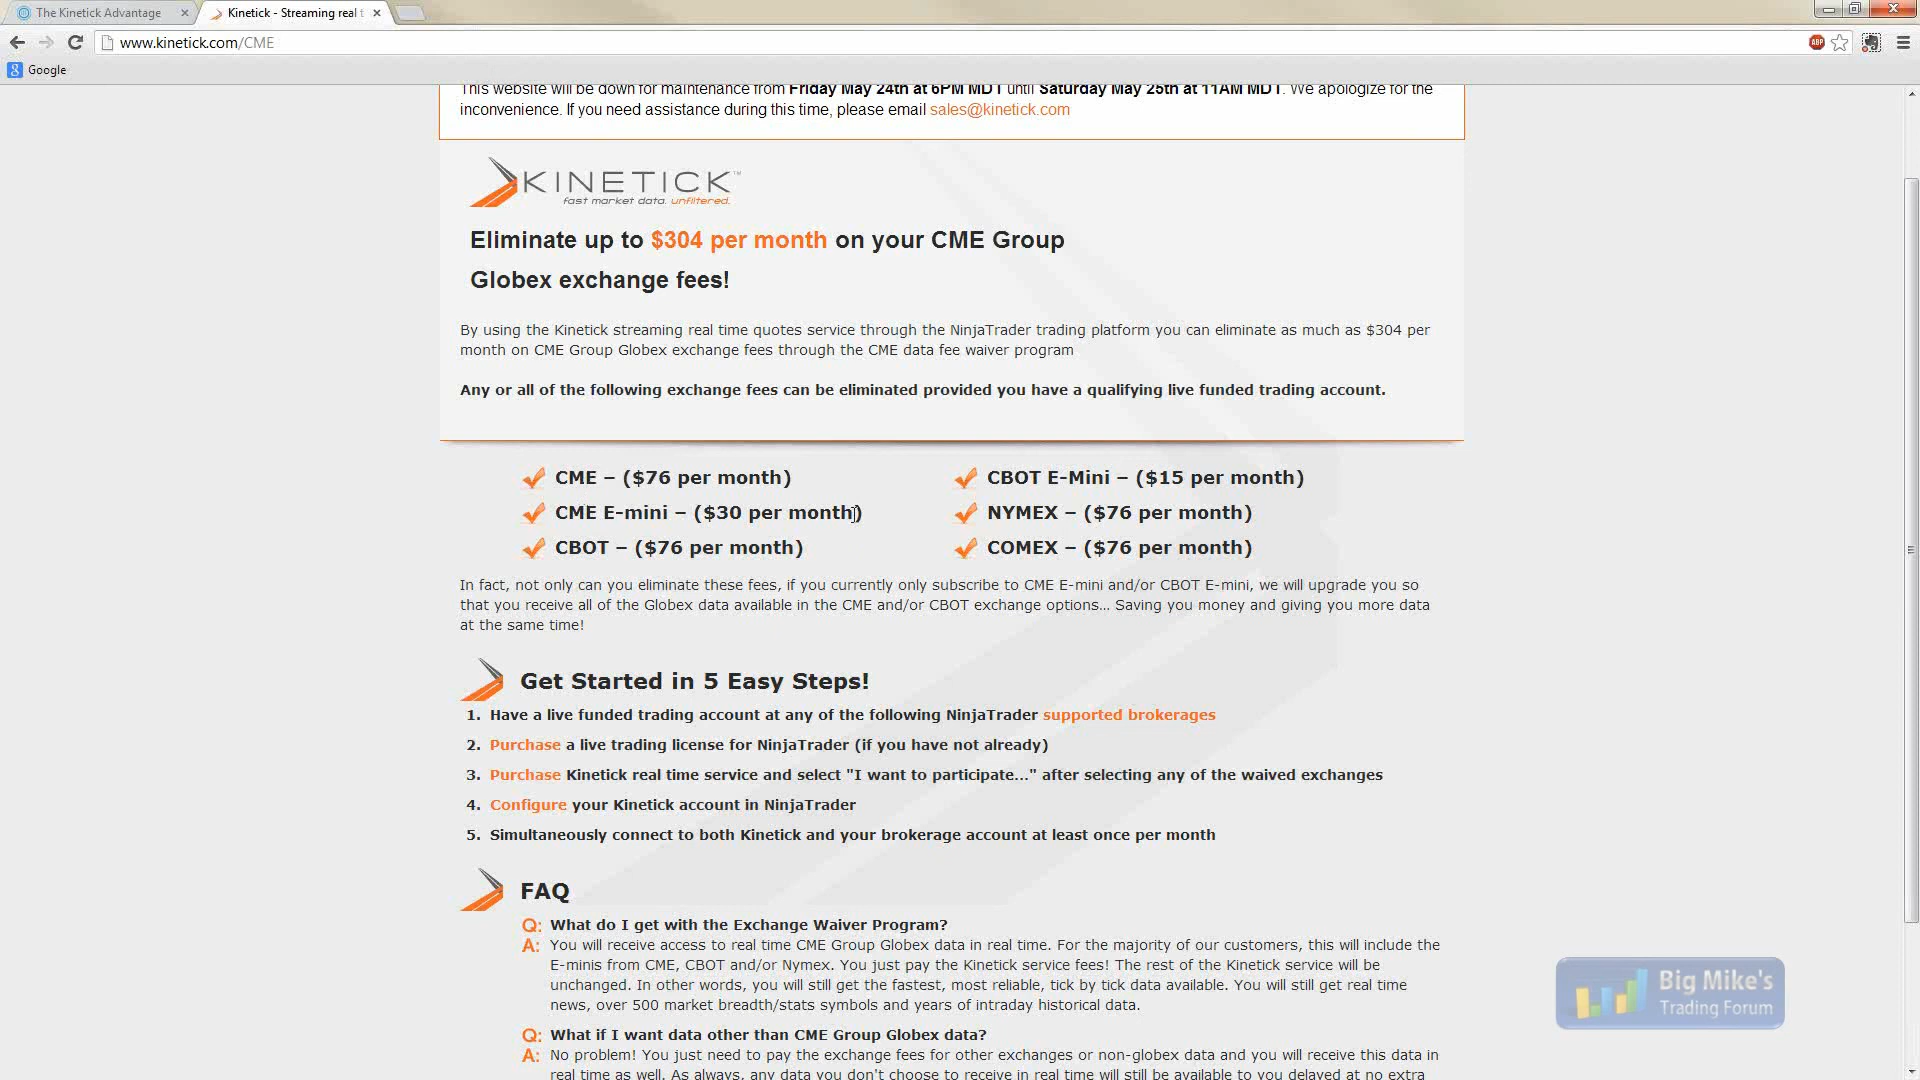 The Kinetick Advantage
Kinetick - Streaming real t
www.kinetick.com/CME
ABP
Google
This website will be down for maintenance from Friday May 24th at 6PM MDT until Saturday May 25th at 11AM MDT. We apologize for the
inconvenience. If you need assistance during this time, please email sales@kinetick.com
KINETICK™
fast market data. unfiltered.
Eliminate up to $304 per month on your CME Group
Globex exchange fees!
By using the Kinetick streaming real time quotes service through the NinjaTrader trading platform you can eliminate as much as $304 per
month on CME Group Globex exchange fees through the CME data fee waiver program
Any or all of the following exchange fees can be eliminated provided you have a qualifying live funded trading account.
CME – ($76 per month)
CME E-mini – ($30 per month)
CBOT – ($76 per month)
CBOT E-Mini – ($15 per month)
NYMEX – ($76 per month)
COMEX – ($76 per month)
In fact, not only can you eliminate these fees, if you currently only subscribe to CME E-mini and/or CBOT E-mini, we will upgrade you so
that you receive all of the Globex data available in the CME and/or CBOT exchange options... Saving you money and giving you more data
at the same time!
Get Started in 5 Easy Steps!
1. Have a live funded trading account at any of the following NinjaTrader supported brokerages
2. Purchase a live trading license for NinjaTrader (if you have not already)
3. Purchase Kinetick real time service and select "I want to participate..." after selecting any of the waived exchanges
4. Configure your Kinetick account in NinjaTrader
5. Simultaneously connect to both Kinetick and your brokerage account at least once per month
FAQ
Q: What do I get with the Exchange Waiver Program?
A: You will receive access to real time CME Group Globex data in real time. For the majority of our customers, this will include the
E-minis from CME, CBOT and/or Nymex. You just pay the Kinetick service fees! The rest of the Kinetick service will be
unchanged. In other words, you will still get the fastest, most reliable, tick by tick data available. You will still get real time
news, over 500 market breadth/stats symbols and years of intraday historical data.
Q: What if I want data other than CME Group Globex data?
A: No problem! You just need to pay the exchange fees for other exchanges or non-globex data and you will receive this data in
real time as well. As always, any data you don't choose to receive in real time will still be available to you delayed at no extra
Big Mike's
Trading Forum